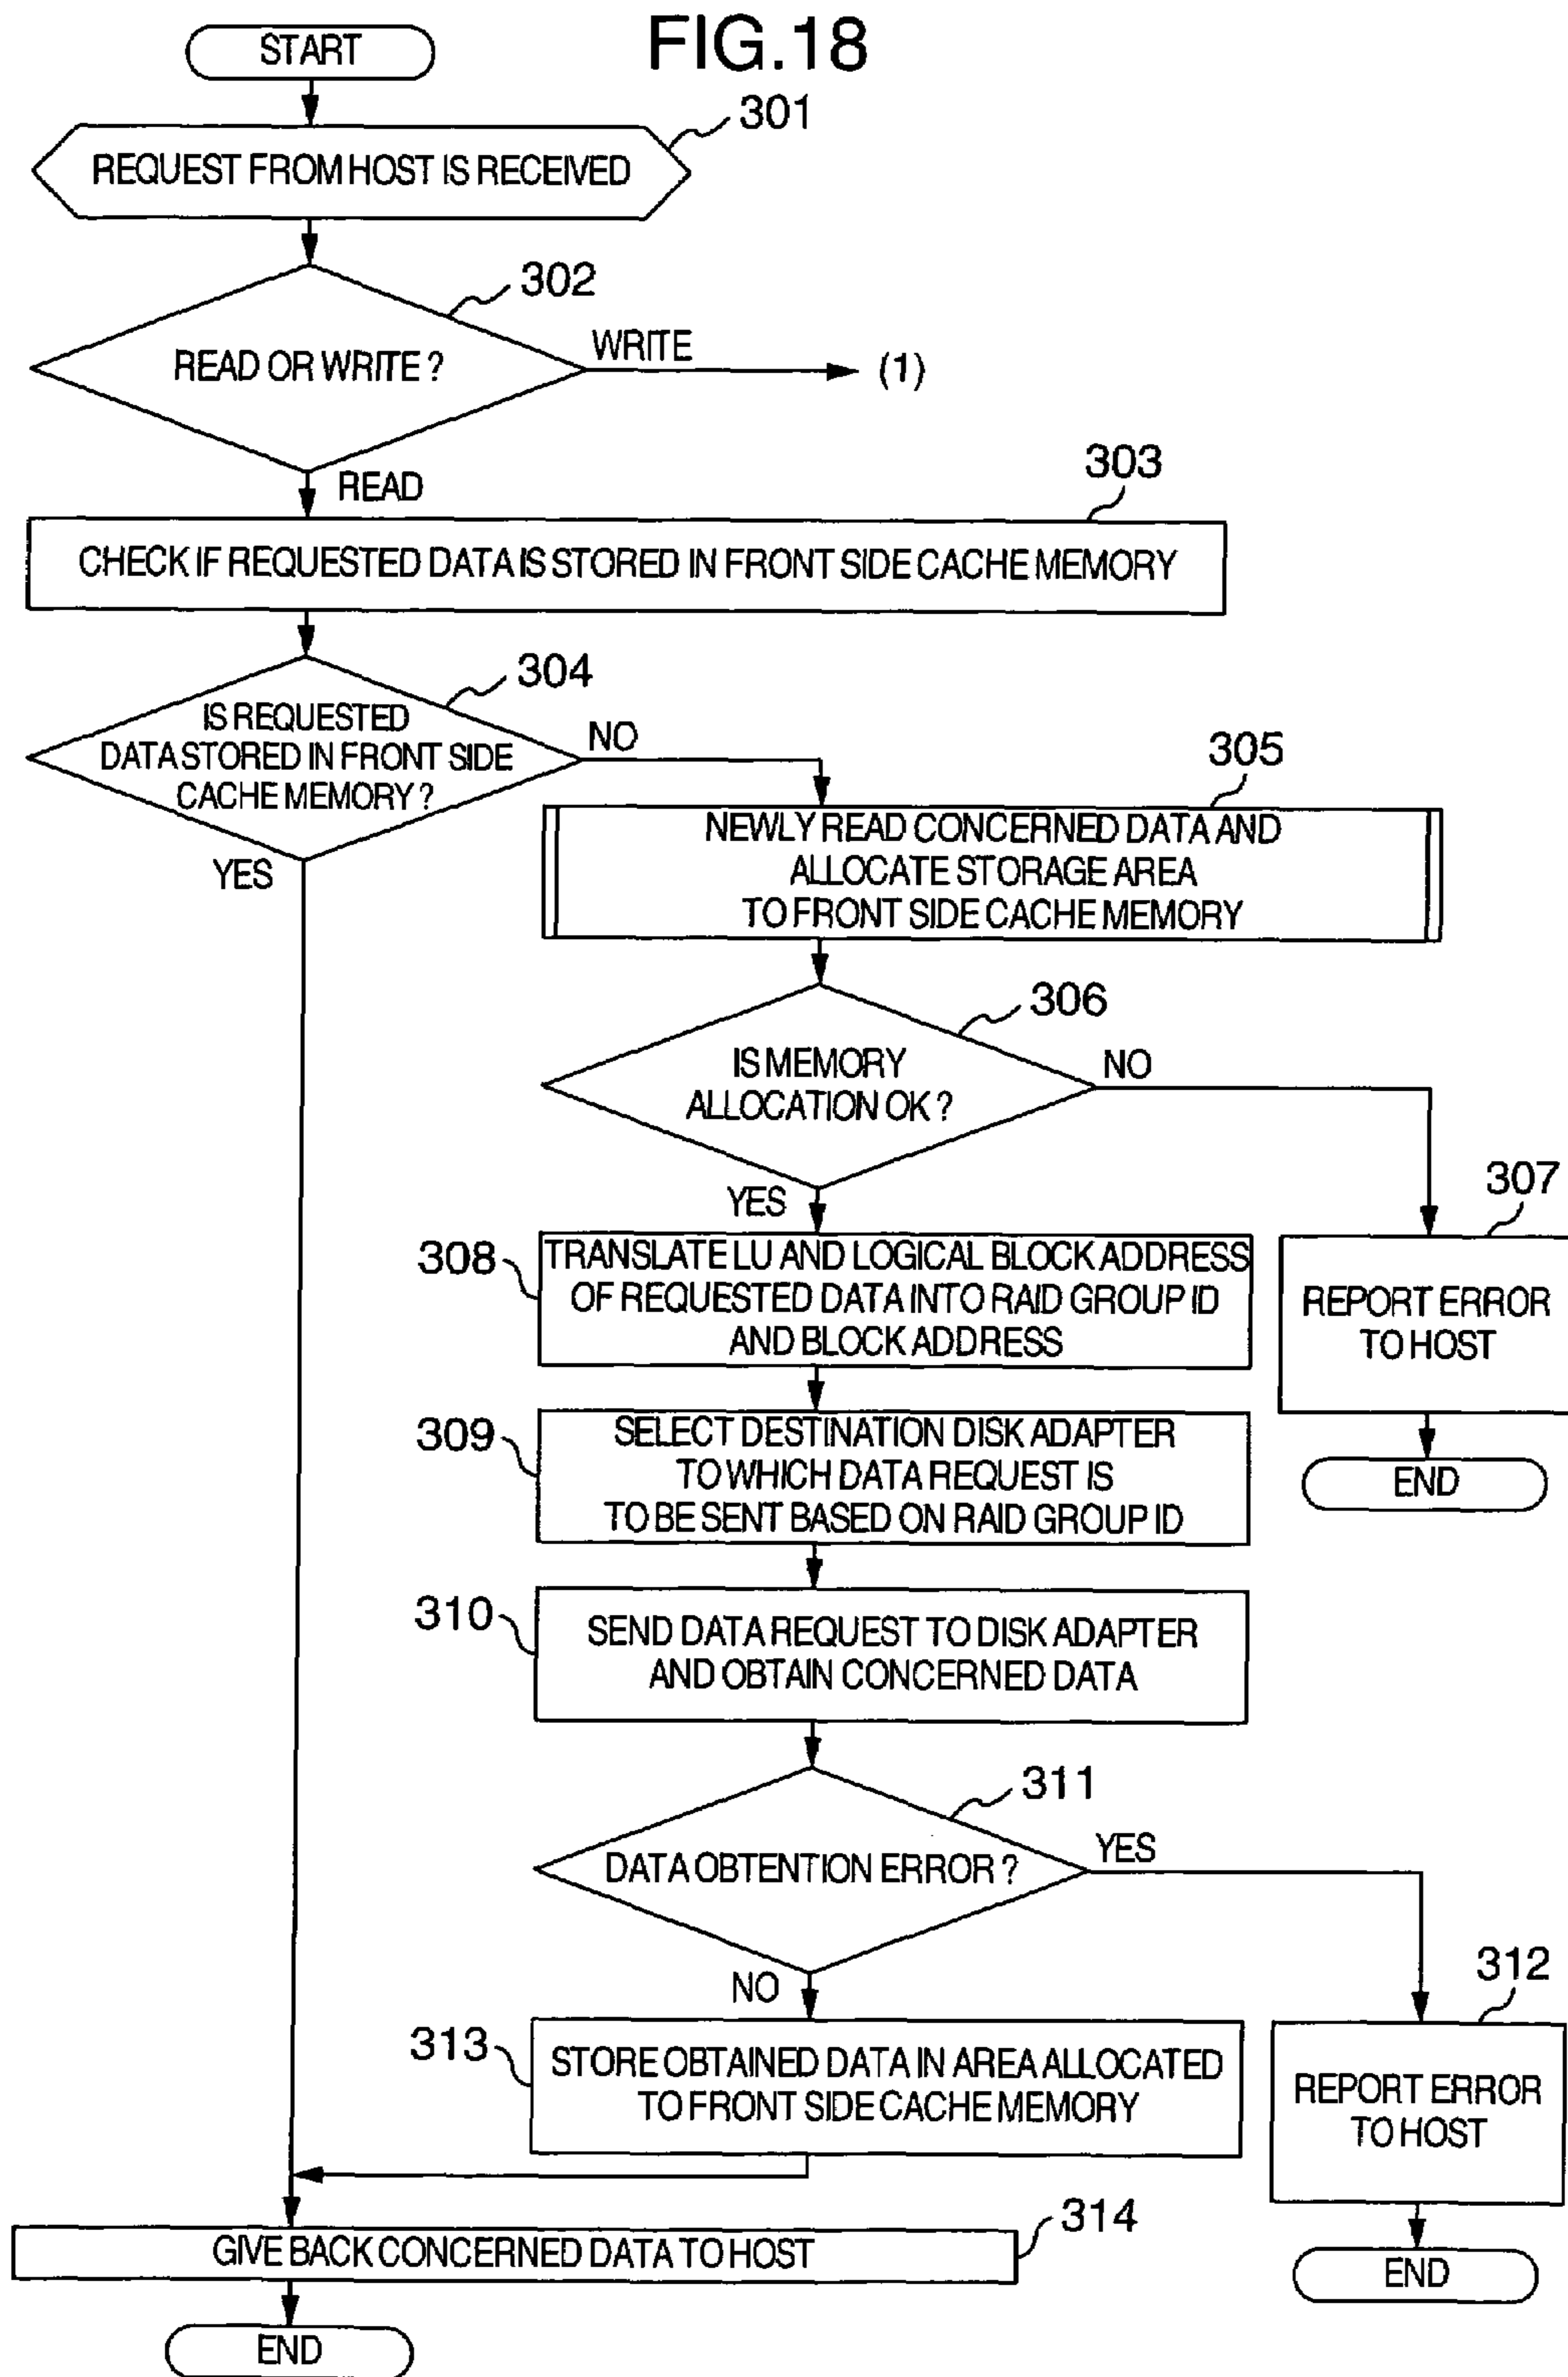 FIG.18
START
301
REQUEST FROM HOST IS RECEIVED
302
READ OR WRITE ?
WRITE
(1)
READ
303
CHECK IF REQUESTED DATA IS STORED IN FRONT SIDE CACHE MEMORY
304
IS REQUESTED
DATA STORED IN FRONT SIDE
CACHE MEMORY ?
NO
YES
305
NEWLY READ CONCERNED DATA AND
ALLOCATE STORAGE AREA
TO FRONT SIDE CACHE MEMORY
306
IS MEMORY
ALLOCATION OK ?
NO
YES
307
REPORT ERROR
TO HOST
END
308
TRANSLATE LU AND LOGICAL BLOCK ADDRESS
OF REQUESTED DATA INTO RAID GROUP ID
AND BLOCK ADDRESS
309
SELECT DESTINATION DISK ADAPTER
TO WHICH DATA REQUEST IS
TO BE SENT BASED ON RAID GROUP ID
310
SEND DATA REQUEST TO DISK ADAPTER
AND OBTAIN CONCERNED DATA
311
DATA OBTENTION ERROR ?
YES
NO
312
REPORT ERROR
TO HOST
END
313
STORE OBTAINED DATA IN AREA ALLOCATED
TO FRONT SIDE CACHE MEMORY
314
GIVE BACK CONCERNED DATA TO HOST
END